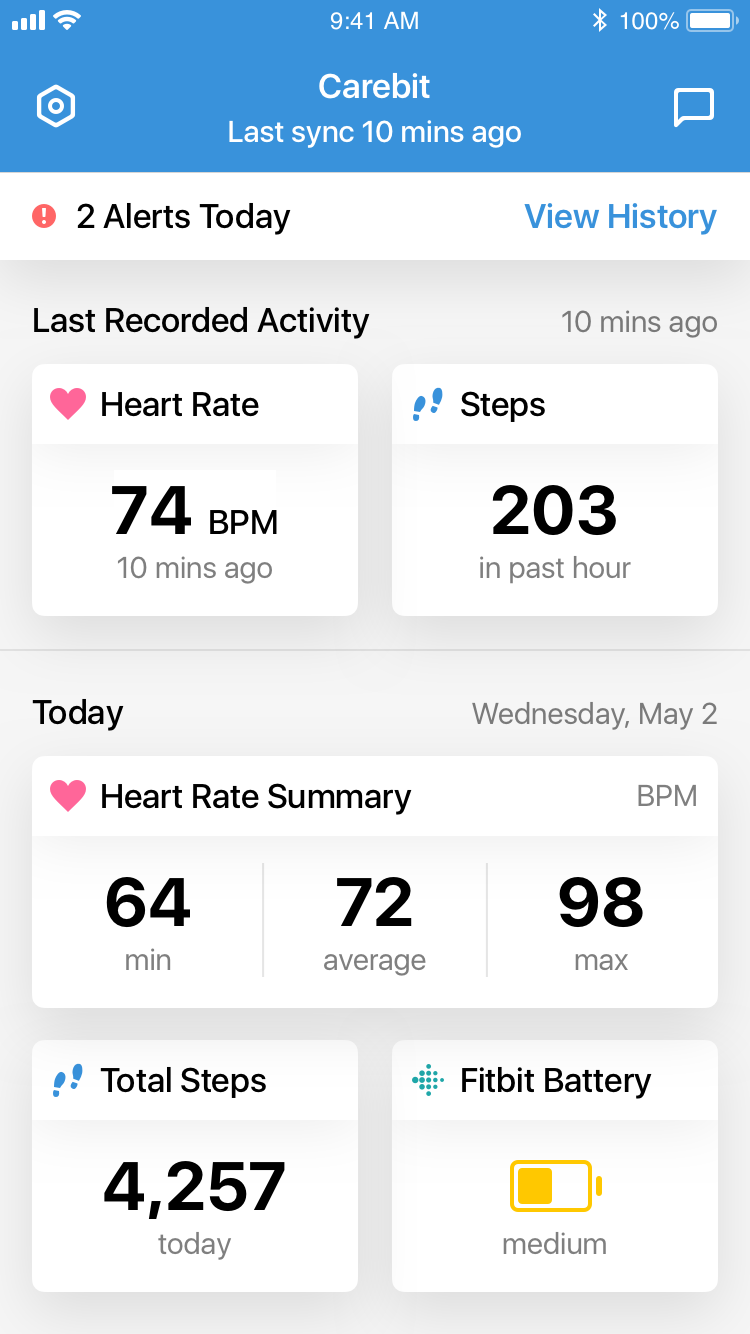 9:41 AM 100%
Carebit
Last sync 10 mins ago
2 Alerts Today View History
Last Recorded Activity 10 mins ago
Heart Rate Steps
74 BPM 203
10 mins ago in past hour
Today Wednesday, May 2
Heart Rate Summary BPM
64 72 98
min average max
Total Steps Fitbit Battery
4,257
today medium